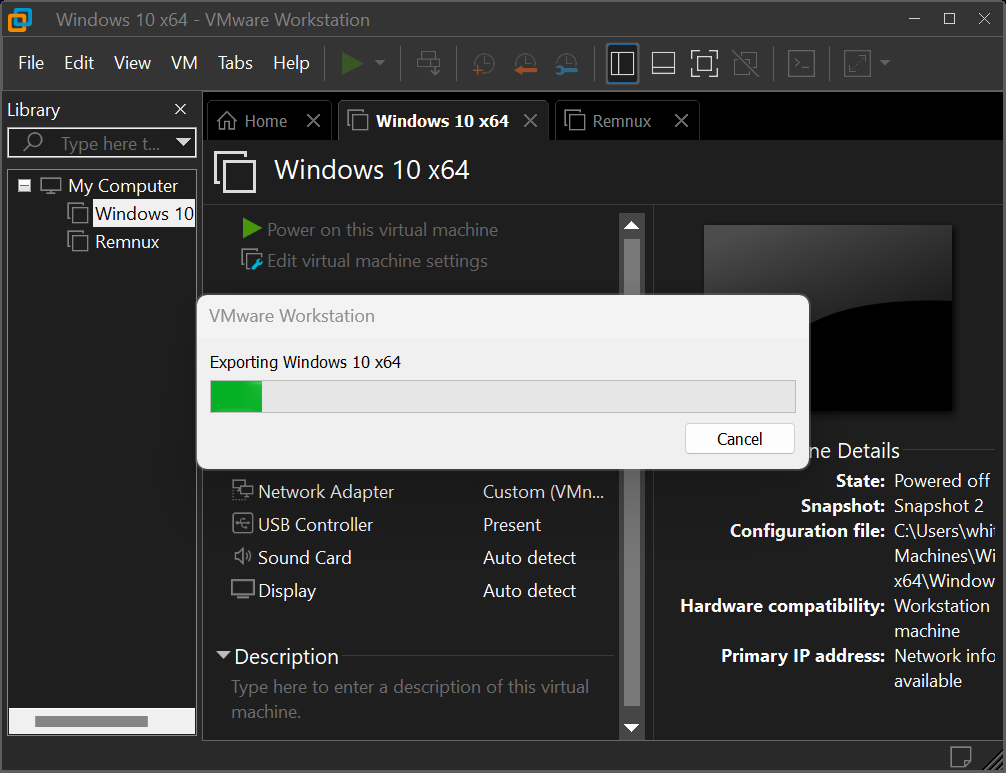 Windows 10 x64 - VMware Workstation
File Edit View VM Tabs Help
Library
Type here t...
My Computer
Windows 10
Remnux
Home
Windows 10 x64
Remnux
Windows 10 x64
Power on this virtual machine
Edit virtual machine settings
VMware Workstation
Exporting Windows 10 x64
Cancel
Network Adapter Custom (VMn...
USB Controller Present
Sound Card Auto detect
Display Auto detect
Description
Type here to enter a description of this virtual
machine.
ne Details
State: Powered off
Snapshot: Snapshot 2
Configuration file: C:\Users\whi
Machines\Wi
x64\Window
Hardware compatibility: Workstation
machine
Primary IP address: Network info
available